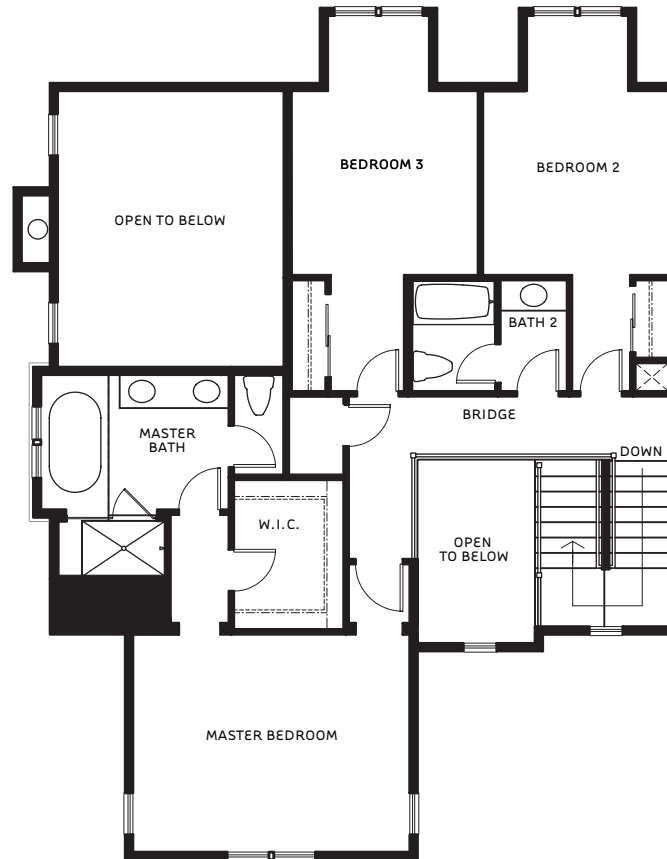 BEDROOM 3
BEDROOM 2
OPEN TO BELOW
BATH 2
BRIDGE
MASTER
BATH
DOWN
W.I.C.
OPEN
TO BELOW
MASTER BEDROOM